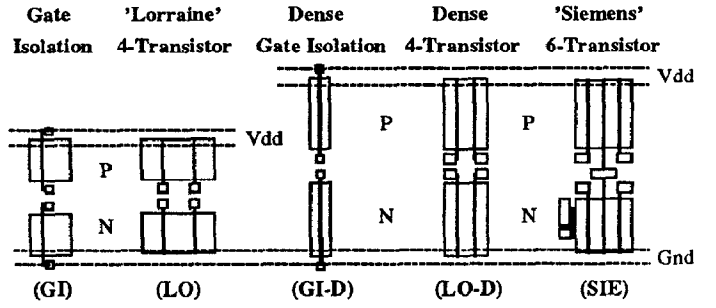 Gate 'Lorraine' Dense Dense 'Siemens'
Isolation 4-Transistor Gate Isolation 4-Transistor 6-Transistor
Vdd
Vdd
P P P
N N N
Gnd
(GI) (LO) (GI-D) (LO-D) (SIE)